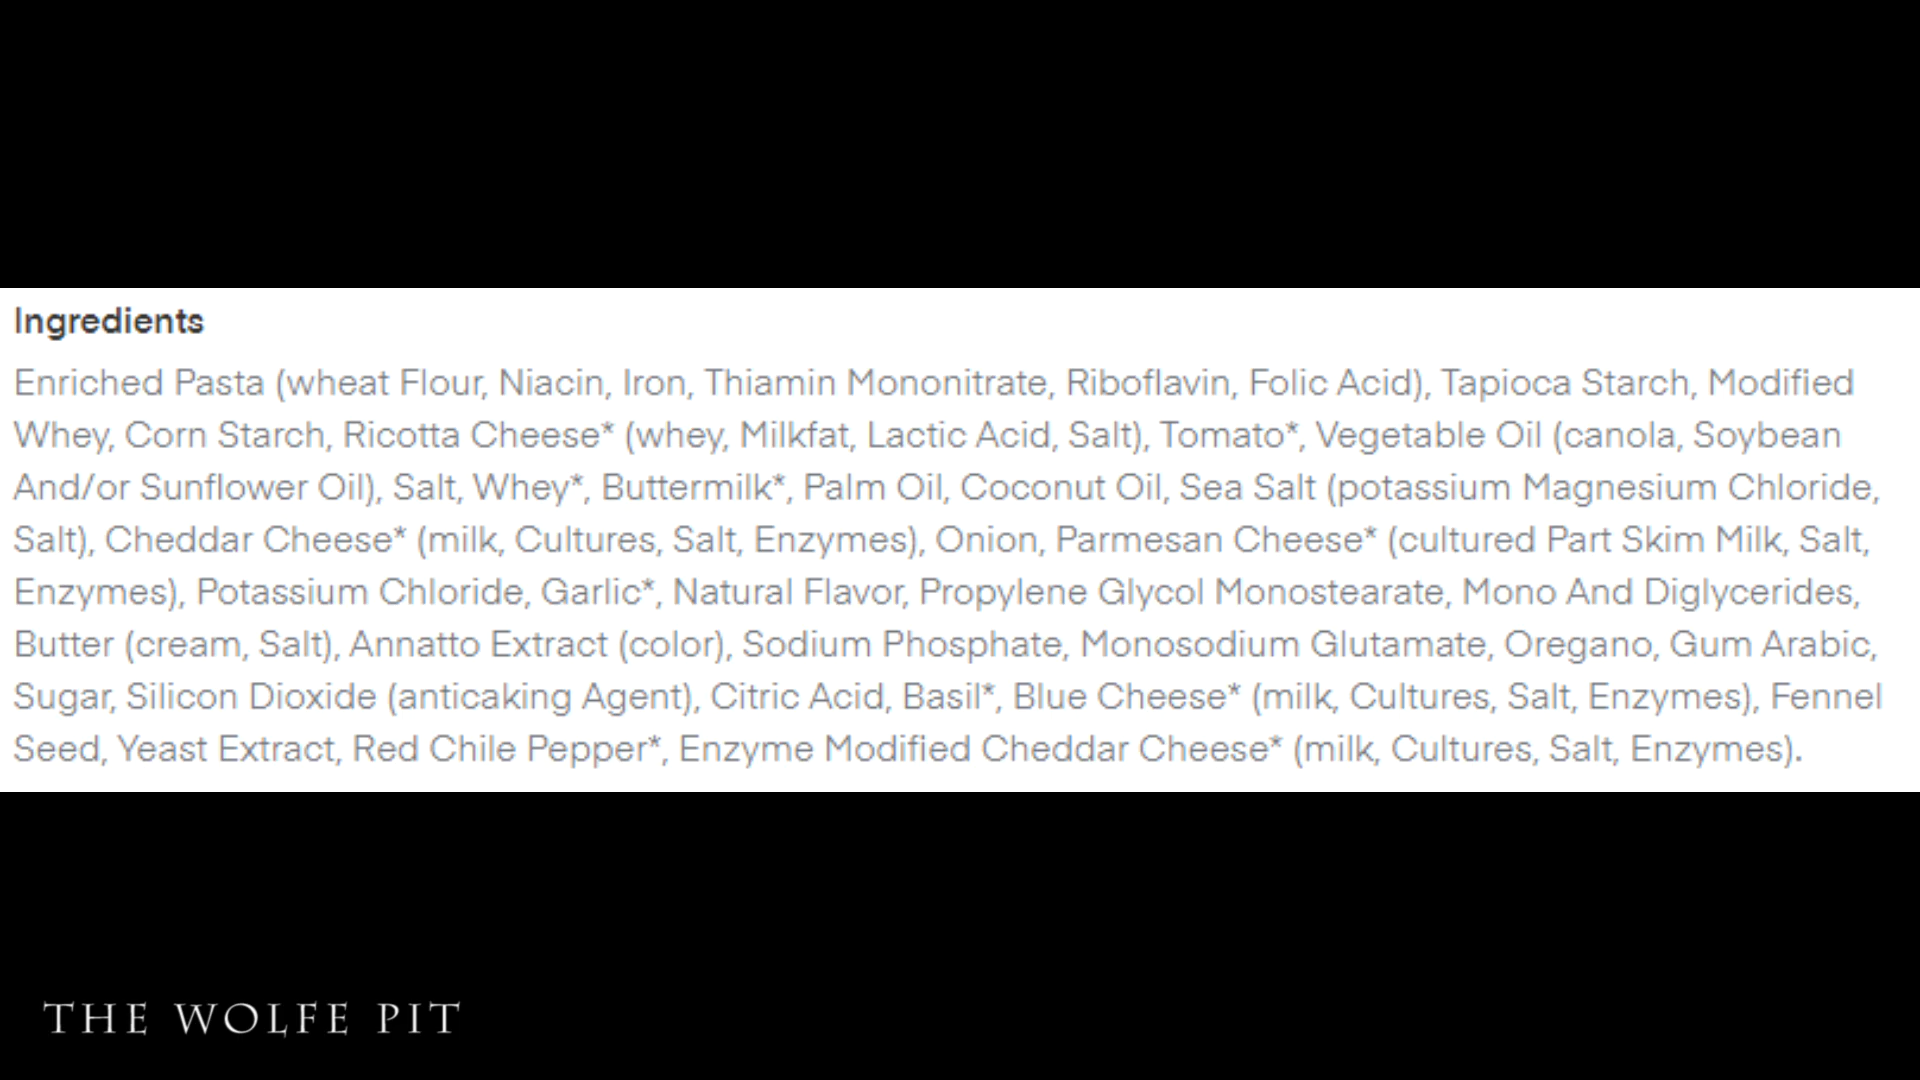 Ingredients
Enriched Pasta (wheat Flour, Niacin, Iron, Thiamin Mononitrate, Riboflavin, Folic Acid), Tapioca Starch, Modified
Whey, Corn Starch, Ricotta Cheese* (whey, Milkfat, Lactic Acid, Salt), Tomato*, Vegetable Oil (canola, Soybean
And/or Sunflower Oil), Salt, Whey*, Buttermilk*, Palm Oil, Coconut Oil, Sea Salt (potassium Magnesium Chloride,
Salt), Cheddar Cheese* (milk, Cultures, Salt, Enzymes), Onion, Parmesan Cheese* (cultured Part Skim Milk, Salt,
Enzymes), Potassium Chloride, Garlic*, Natural Flavor, Propylene Glycol Monostearate, Mono And Diglycerides,
Butter (cream, Salt), Annatto Extract (color), Sodium Phosphate, Monosodium Glutamate, Oregano, Gum Arabic,
Sugar, Silicon Dioxide (anticaking Agent), Citric Acid, Basil*, Blue Cheese* (milk, Cultures, Salt, Enzymes), Fennel
Seed, Yeast Extract, Red Chile Pepper*, Enzyme Modified Cheddar Cheese* (milk, Cultures, Salt, Enzymes).
THE WOLFE PIT